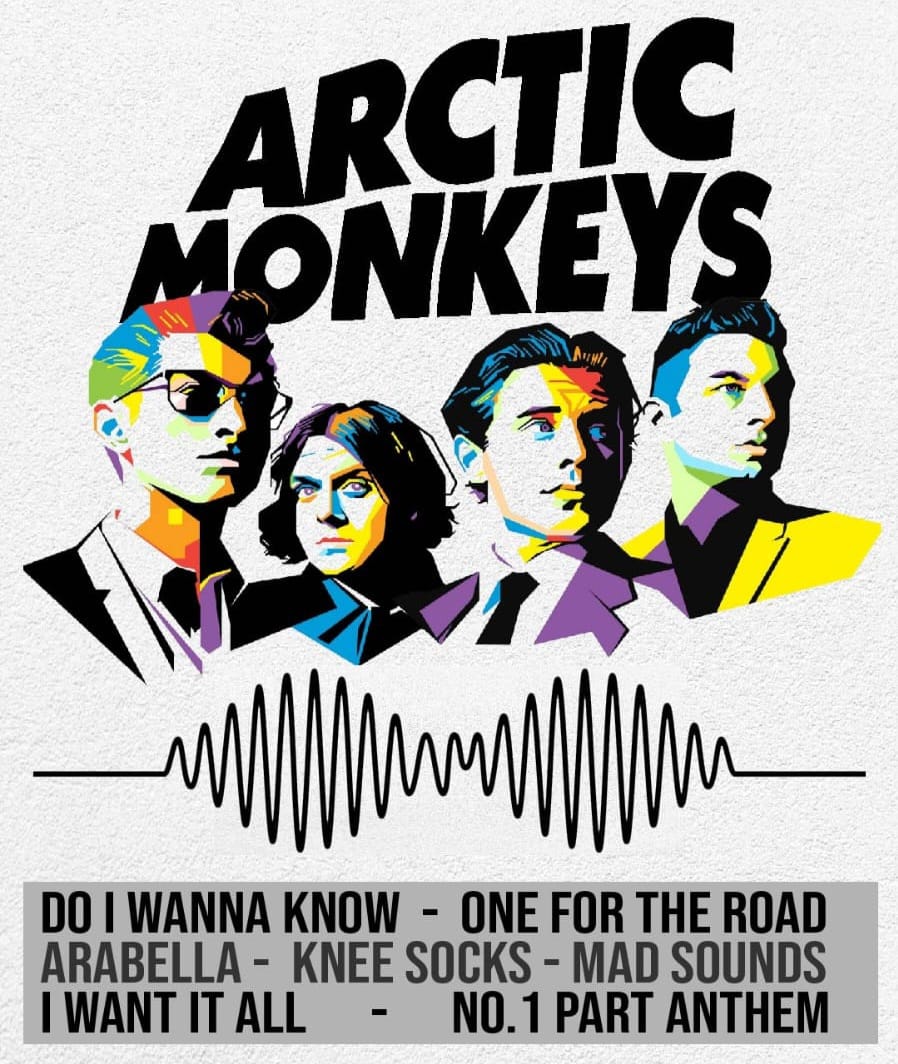 ARCTIC
MONKEYS
DO I WANNA KNOW - ONE FOR THE ROAD
ARABELLA - KNEE SOCKS - MAD SOUNDS
I WANT IT ALL - NO.1 PART ANTHEM